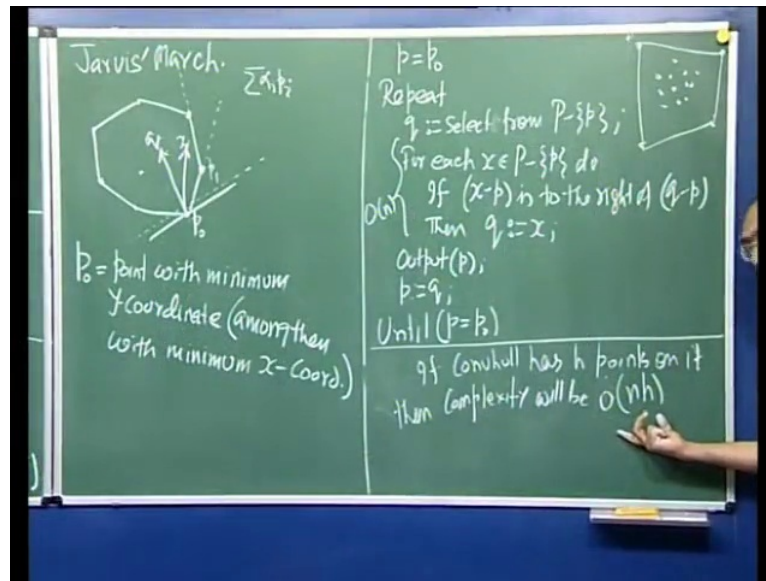 Jarvis' March.
Σαᵢpᵢ
q
x
p₁
p₀
p₀ = point with minimum
y-coordinate (among them
with minimum x-coord.)
p = p₀
Repeat
q := select from P-{p};
For each x ∈ P-{p} do
If (x-p) is to the right of (q-p)
Then q := x;
O(n)
Output(p);
p := q;
Until (p = p₀)
If Convhull has h points on it
then complexity will be O(nh)
)